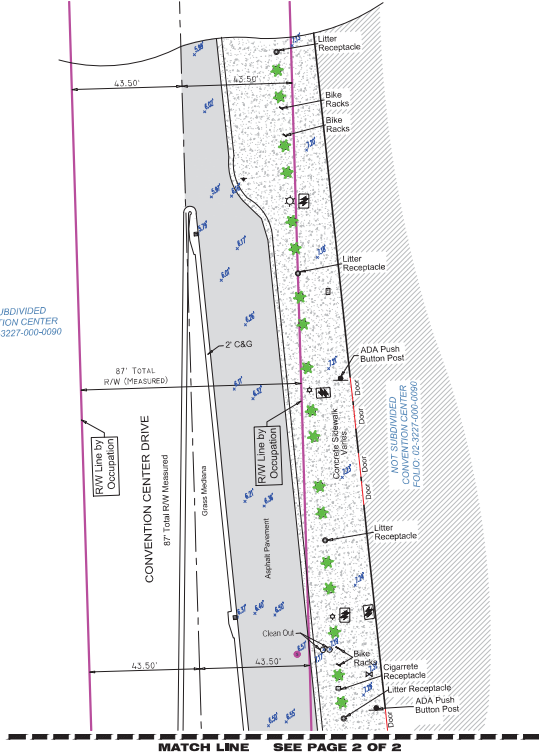 Litter
Receptacle
43.50'
43.50'
Bike
Racks
Bike
Racks
Litter
Receptacle
UBDIVIDED
TION CENTER
-3227-000-0090
2' C&G
ADA Push
Button Post
87' TOTAL
R/W (MEASURED)
Door
Door
Door
Door
NOT SUBDIVIDED
CONVENTION CENTER
FOLIO: 02-3227-000-0090
R/W Line by
Occupation
CONVENTION CENTER DRIVE
87' Total R/W Measured
Grass Mediana
R/W Line by
Occupation
Asphalt Pavement
Concrete Sidewalk
Varies
Litter
Receptacle
Clean Out
Bike
Racks
43.50'
43.50'
Cigarrete
Receptacle
Litter Receptacle
ADA Push
Button Post
Door
MATCH LINE SEE PAGE 2 OF 2